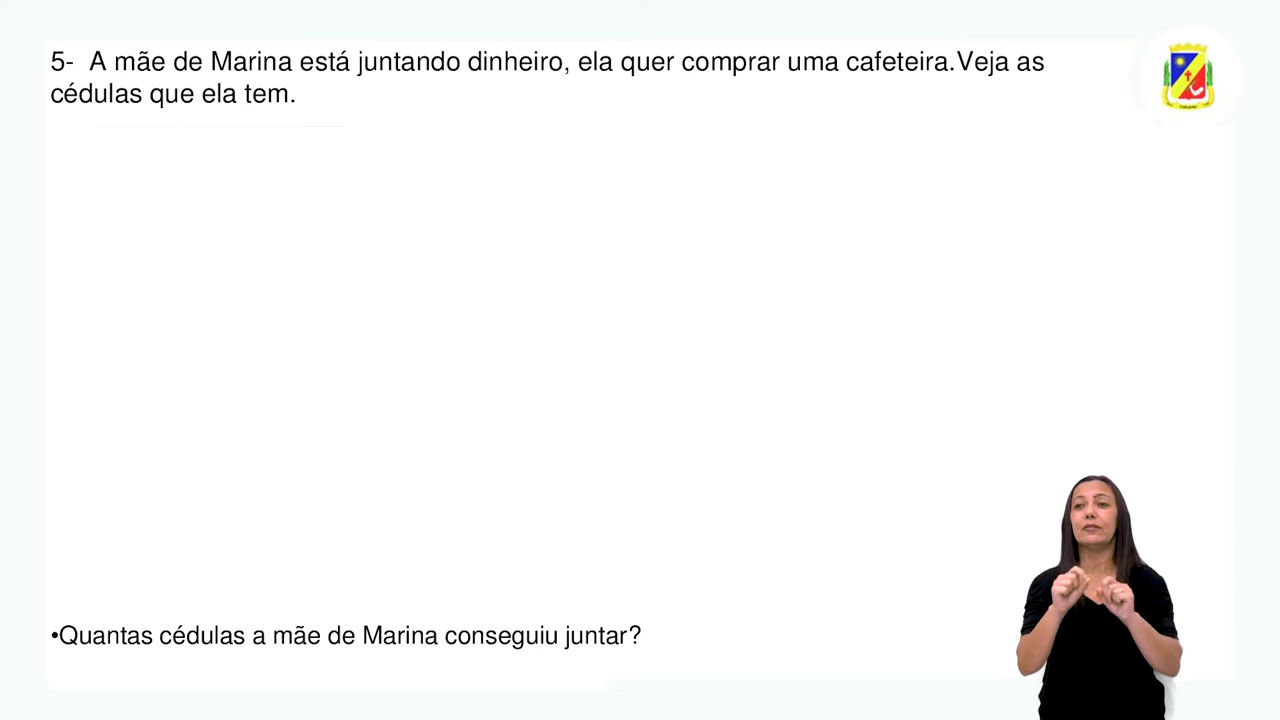 5- A mãe de Marina está juntando dinheiro, ela quer comprar uma cafeteira.Veja as
cédulas que ela tem.
•Quantas cédulas a mãe de Marina conseguiu juntar?